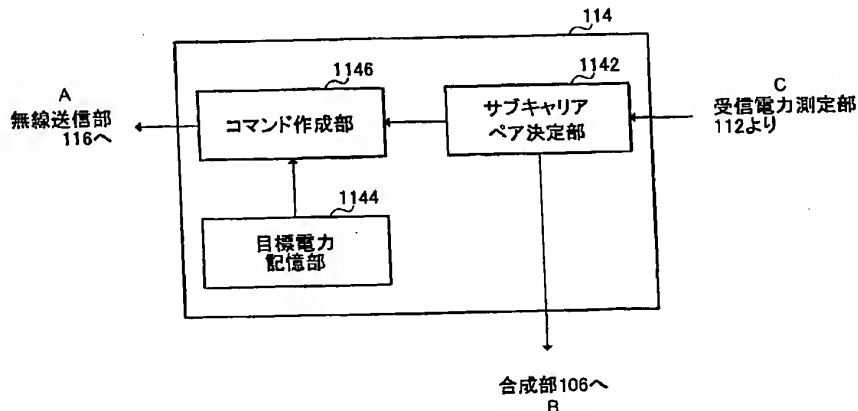 114
1146
1142
A
無線送信部
116へ
コマンド作成部
サブキャリア
ペア決定部
C
受信電力測定部
112より
1144
目標電力
記憶部
合成部106へ
B